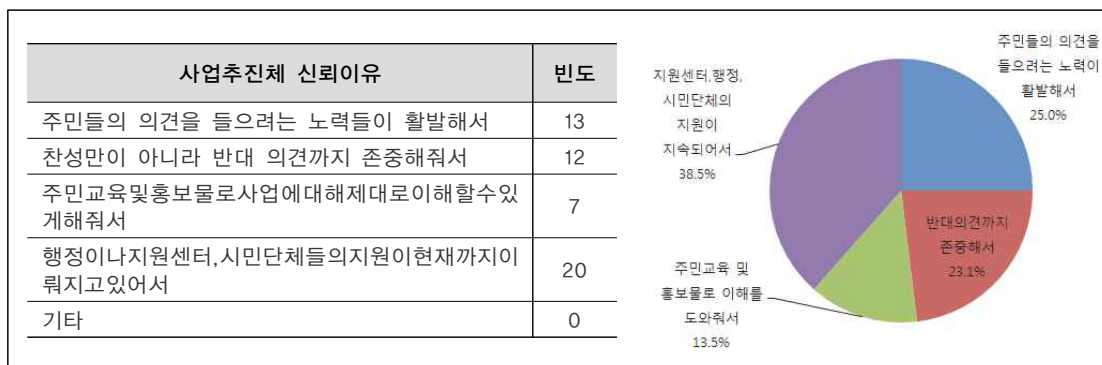 사업추진체 신뢰이유 빈도
주민들의 의견을 들으려는 노력들이 활발해서 13
찬성만이 아니라 반대 의견까지 존중해줘서 12
주민교육및홍보물로사업에대해제대로이해할수있
게해줘서 7
행정이나지원센터,시민단체들의지원이현재까지이
뤄지고있어서 20
기타 0
주민들의 의견을
들으려는 노력이
활발해서
25.0%
반대의견까지
존중해서
23.1%
주민교육 및
홍보물로 이해를
도와줘서
13.5%
지원센터,행정,
시민단체의
지원이
지속되어서
38.5%